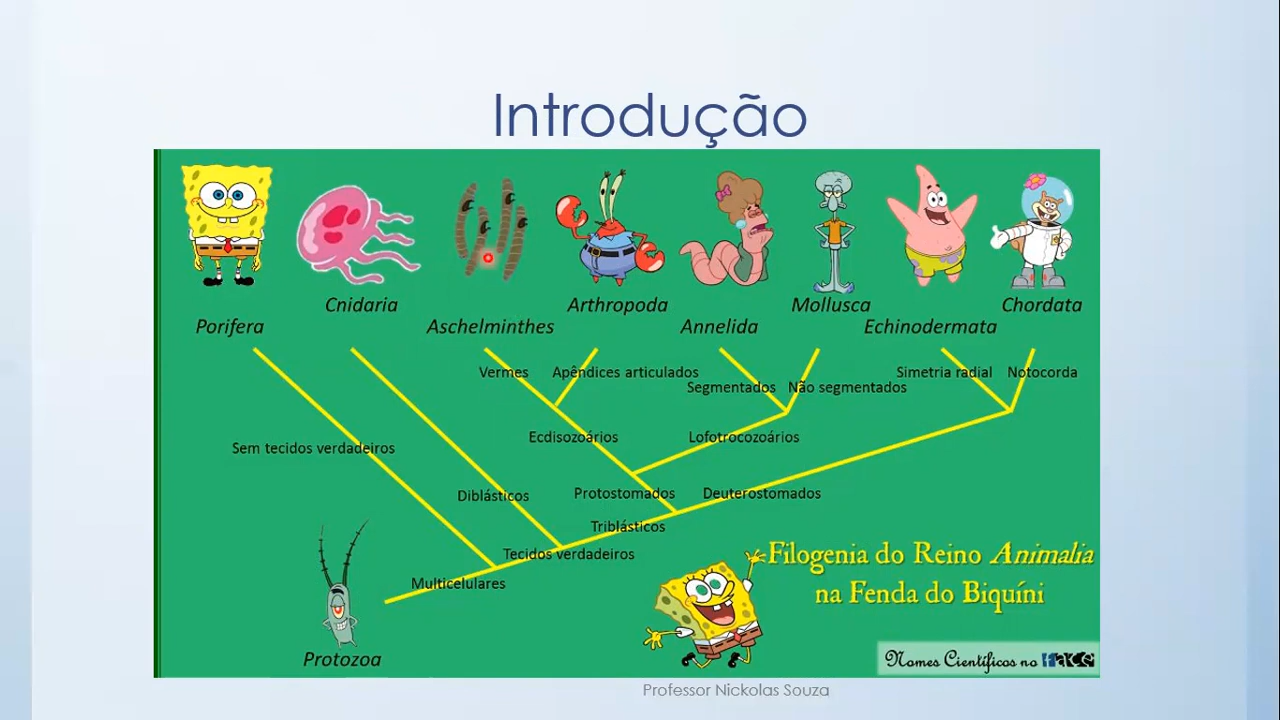 Introdução
Cnidaria
Arthropoda
Mollusca
Chordata
Porifera
Aschelminthes
Annelida
Echinodermata
Vermes
Apêndices articulados
Simetria radial
Notocorda
Segmentados
Não segmentados
Ecdisozoários
Lofotrocozoários
Sem tecidos verdadeiros
Diblásticos
Protostomados
Deuterostomados
Triblásticos
Tecidos verdadeiros
Multicelulares
Filogenia do Reino Animalia
na Fenda do Biquíni
Protozoa
Nomes Científicos no
Professor Nickolas Souza